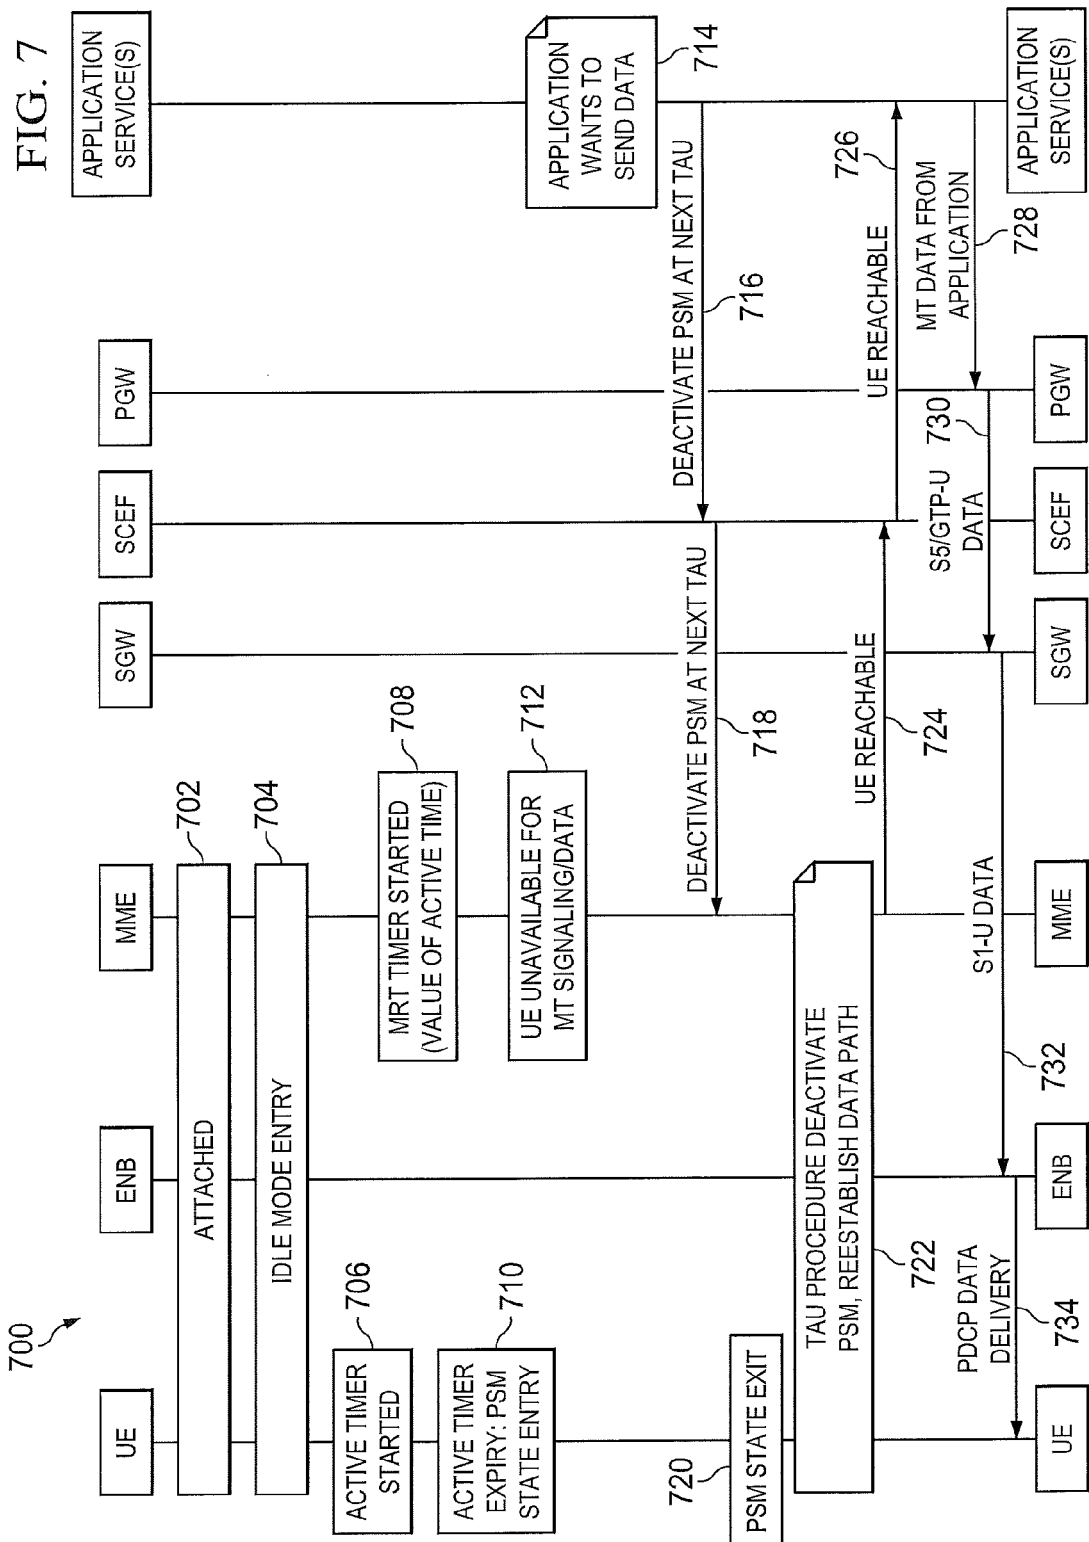 FIG. 7
700
UE
ENB
MME
SGW
SCEF
PGW
APPLICATION
SERVICE(S)
ATTACHED
702
IDLE MODE ENTRY
704
ACTIVE TIMER
STARTED
706
MRT TIMER STARTED
(VALUE OF ACTIVE TIME)
708
ACTIVE TIMER
EXPIRY: PSM
STATE ENTRY
710
UE UNAVAILABLE FOR
MT SIGNALING/DATA
712
APPLICATION
WANTS TO
SEND DATA
714
DEACTIVATE PSM AT NEXT TAU
716
DEACTIVATE PSM AT NEXT TAU
718
720
PSM STATE EXIT
TAU PROCEDURE DEACTIVATE
PSM, REESTABLISH DATA PATH
722
UE REACHABLE
724
UE REACHABLE
726
MT DATA FROM
APPLICATION
728
S5/GTP-U
DATA
730
S1-U DATA
732
PDCP DATA
DELIVERY
734
UE
ENB
MME
SGW
SCEF
PGW
APPLICATION
SERVICE(S)